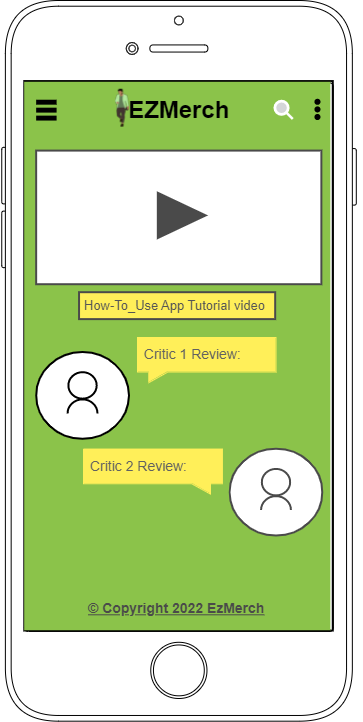 EZMerch
How-To_Use App Tutorial video
Critic 1 Review:
Critic 2 Review:
© Copyright 2022 EzMerch